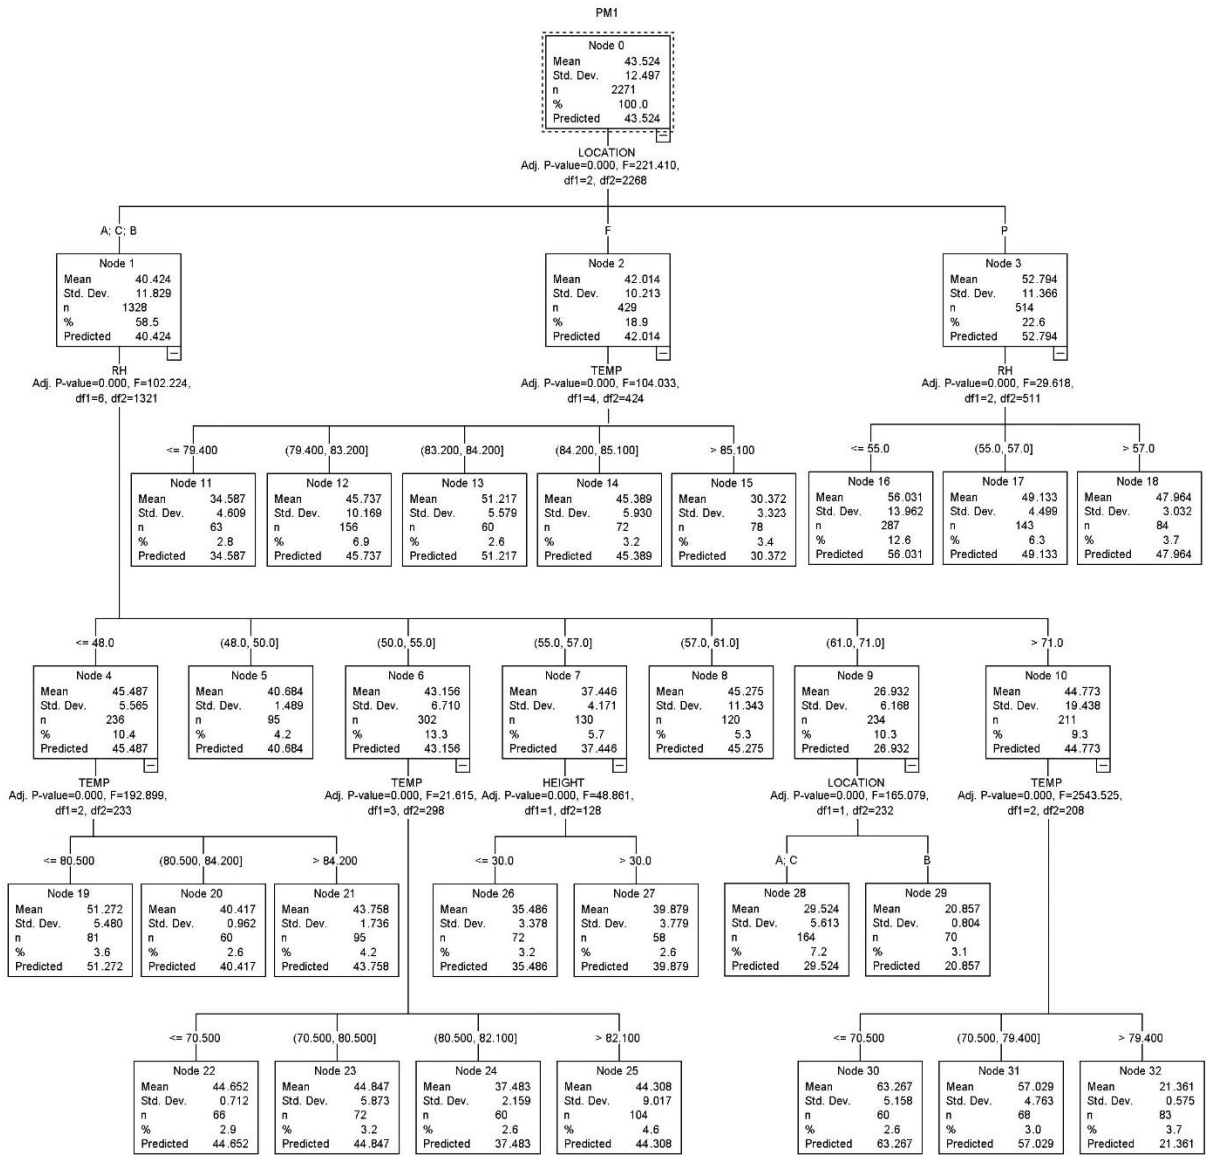 PM1
Node 0
Mean 43.524
Std. Dev. 12.497
n 2271
% 100.0
Predicted 43.524
LOCATION
Adj. P-value=0.000, F=221.410,
df1=2, df2=2268
A; C; B
Node 1
Mean 40.424
Std. Dev. 11.829
n 1328
% 58.5
Predicted 40.424
RH
Adj. P-value=0.000, F=102.224,
df1=6, df2=1321
F
Node 2
Mean 42.014
Std. Dev. 10.213
n 429
% 18.9
Predicted 42.014
TEMP
Adj. P-value=0.000, F=104.033,
df1=4, df2=424
P
Node 3
Mean 52.794
Std. Dev. 11.366
n 514
% 22.6
Predicted 52.794
RH
Adj. P-value=0.000, F=29.618,
df1=2, df2=511
<= 79.400
Node 11
Mean 34.587
Std. Dev. 4.609
n 63
% 2.8
Predicted 34.587
(79.400, 83.200]
Node 12
Mean 45.737
Std. Dev. 10.169
n 156
% 6.9
Predicted 45.737
(83.200, 84.200]
Node 13
Mean 51.217
Std. Dev. 5.579
n 60
% 2.6
Predicted 51.217
(84.200, 85.100]
Node 14
Mean 45.389
Std. Dev. 5.930
n 72
% 3.2
Predicted 45.389
> 85.100
Node 15
Mean 30.372
Std. Dev. 3.323
n 78
% 3.4
Predicted 30.372
<= 55.0
Node 16
Mean 56.031
Std. Dev. 13.962
n 287
% 12.6
Predicted 56.031
(55.0, 57.0]
Node 17
Mean 49.133
Std. Dev. 4.499
n 143
% 6.3
Predicted 49.133
> 57.0
Node 18
Mean 47.964
Std. Dev. 3.032
n 84
% 3.7
Predicted 47.964
<= 48.0
Node 4
Mean 45.487
Std. Dev. 5.565
n 236
% 10.4
Predicted 45.487
TEMP
Adj. P-value=0.000, F=192.899,
df1=2, df2=233
(48.0, 50.0]
Node 5
Mean 40.684
Std. Dev. 1.489
n 95
% 4.2
Predicted 40.684
(50.0, 55.0]
Node 6
Mean 43.156
Std. Dev. 6.710
n 302
% 13.3
Predicted 43.156
TEMP
Adj. P-value=0.000, F=21.615,
df1=3, df2=298
(55.0, 57.0]
Node 7
Mean 37.446
Std. Dev. 4.171
n 130
% 5.7
Predicted 37.446
HEIGHT
Adj. P-value=0.000, F=48.861,
df1=1, df2=128
(57.0, 61.0]
Node 8
Mean 45.275
Std. Dev. 11.343
n 120
% 5.3
Predicted 45.275
(61.0, 71.0]
Node 9
Mean 26.932
Std. Dev. 6.168
n 234
% 10.3
Predicted 26.932
LOCATION
Adj. P-value=0.000, F=165.079,
df1=1, df2=232
> 71.0
Node 10
Mean 44.773
Std. Dev. 19.438
n 211
% 9.3
Predicted 44.773
TEMP
Adj. P-value=0.000, F=2543.525,
df1=2, df2=208
<= 80.500
Node 19
Mean 51.272
Std. Dev. 5.480
n 81
% 3.6
Predicted 51.272
(80.500, 84.200]
Node 20
Mean 40.417
Std. Dev. 0.962
n 60
% 2.6
Predicted 40.417
> 84.200
Node 21
Mean 43.758
Std. Dev. 1.736
n 95
% 4.2
Predicted 43.758
<= 30.0
Node 26
Mean 35.486
Std. Dev. 3.378
n 72
% 3.2
Predicted 35.486
> 30.0
Node 27
Mean 39.879
Std. Dev. 3.779
n 58
% 2.6
Predicted 39.879
A; C
Node 28
Mean 29.524
Std. Dev. 5.613
n 164
% 7.2
Predicted 29.524
B
Node 29
Mean 20.857
Std. Dev. 0.804
n 70
% 3.1
Predicted 20.857
<= 70.500
Node 22
Mean 44.652
Std. Dev. 0.712
n 66
% 2.9
Predicted 44.652
(70.500, 80.500]
Node 23
Mean 44.847
Std. Dev. 5.873
n 72
% 3.2
Predicted 44.847
(80.500, 82.100]
Node 24
Mean 37.483
Std. Dev. 2.159
n 60
% 2.6
Predicted 37.483
> 82.100
Node 25
Mean 44.308
Std. Dev. 9.017
n 104
% 4.6
Predicted 44.308
<= 70.500
Node 30
Mean 63.267
Std. Dev. 5.158
n 60
% 2.6
Predicted 63.267
(70.500, 79.400]
Node 31
Mean 57.029
Std. Dev. 4.763
n 68
% 3.0
Predicted 57.029
> 79.400
Node 32
Mean 21.361
Std. Dev. 0.575
n 83
% 3.7
Predicted 21.361